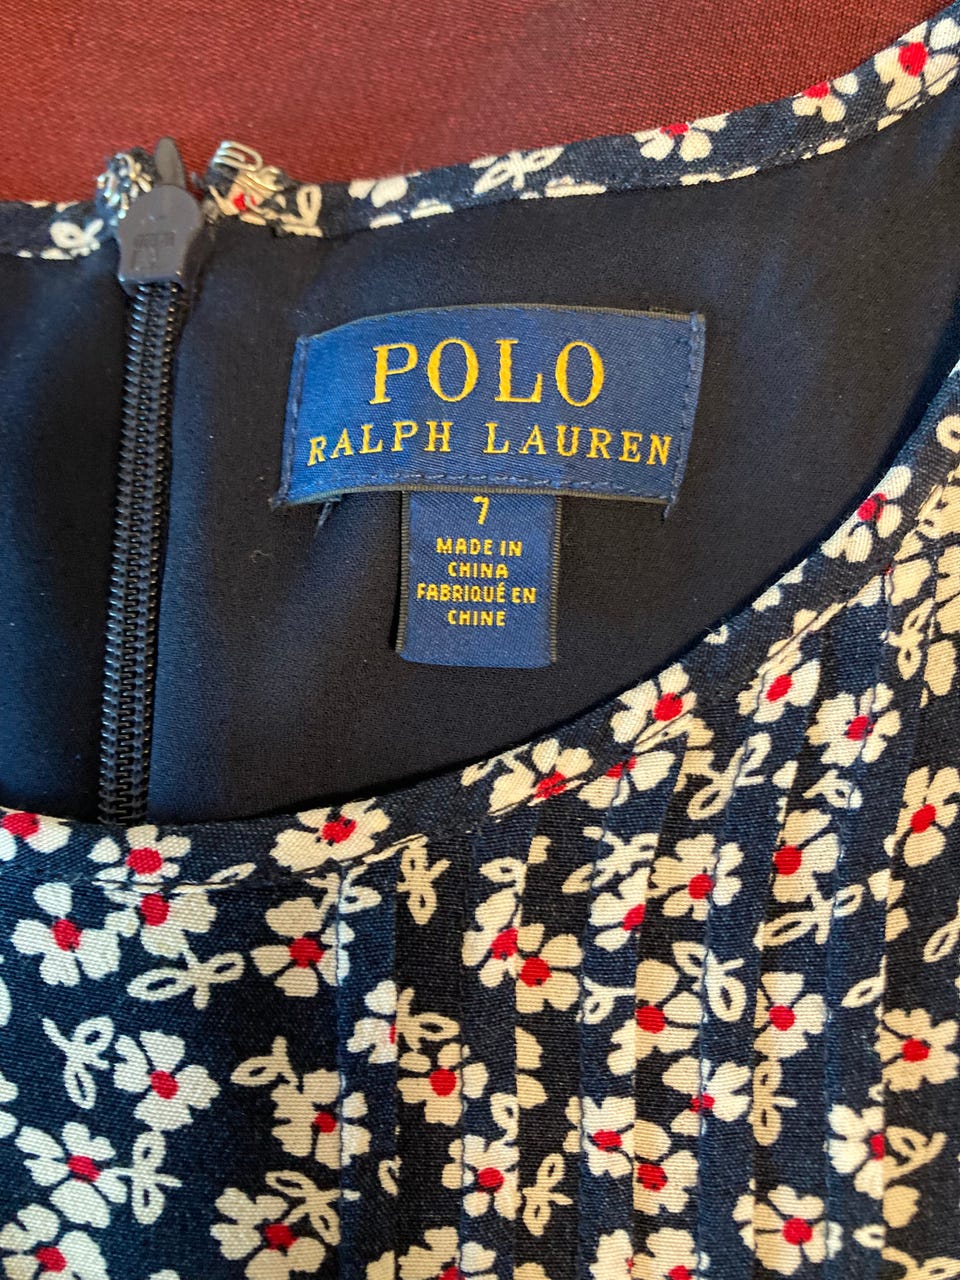 POLO
RALPH LAUREN
7
MADE IN
CHINA
FABRIQUÉ EN
CHINE